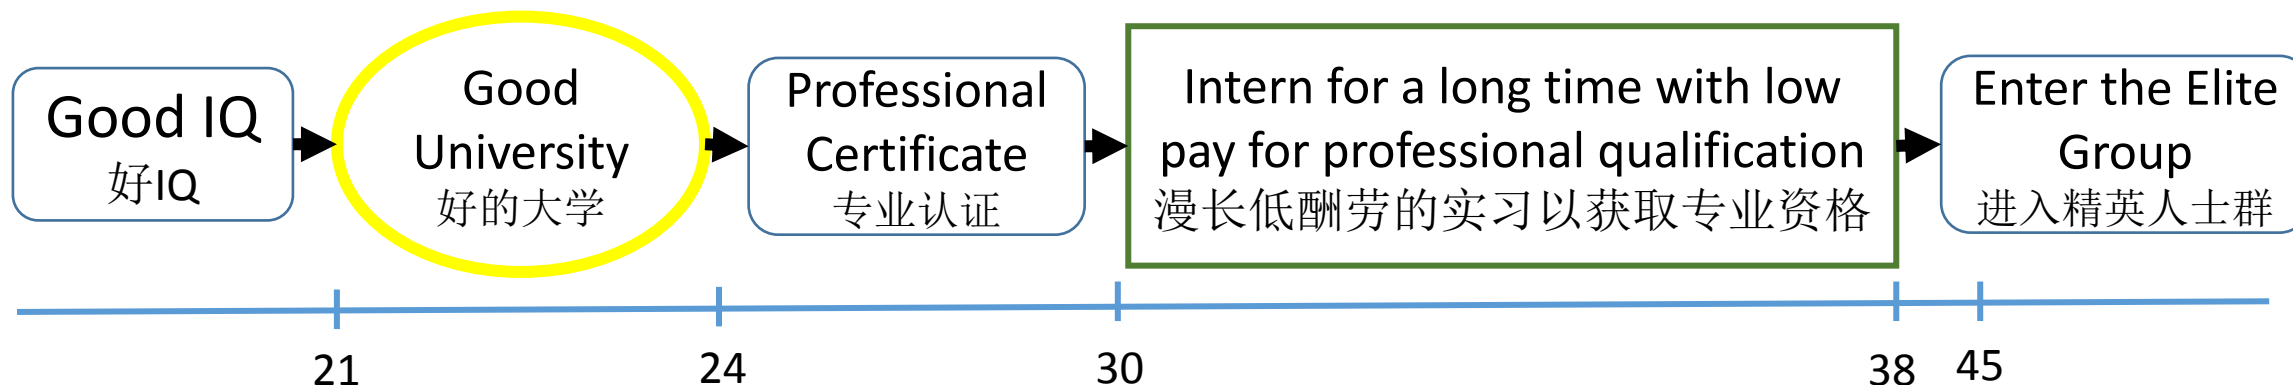 Good IQ
好IQ
Good
University
好的大学
Professional
Certificate
专业认证
Intern for a long time with low
pay for professional qualification
漫长低酬劳的实习以获取专业资格
Enter the Elite
Group
进入精英人士群
21
24
30
38
45